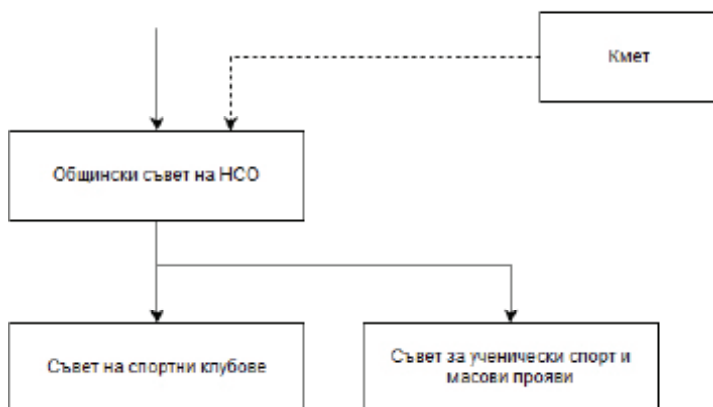 Кмет
Общински съвет на НСО
Съвет на спортни клубове
Съвет за ученически спорт и
масови прояви